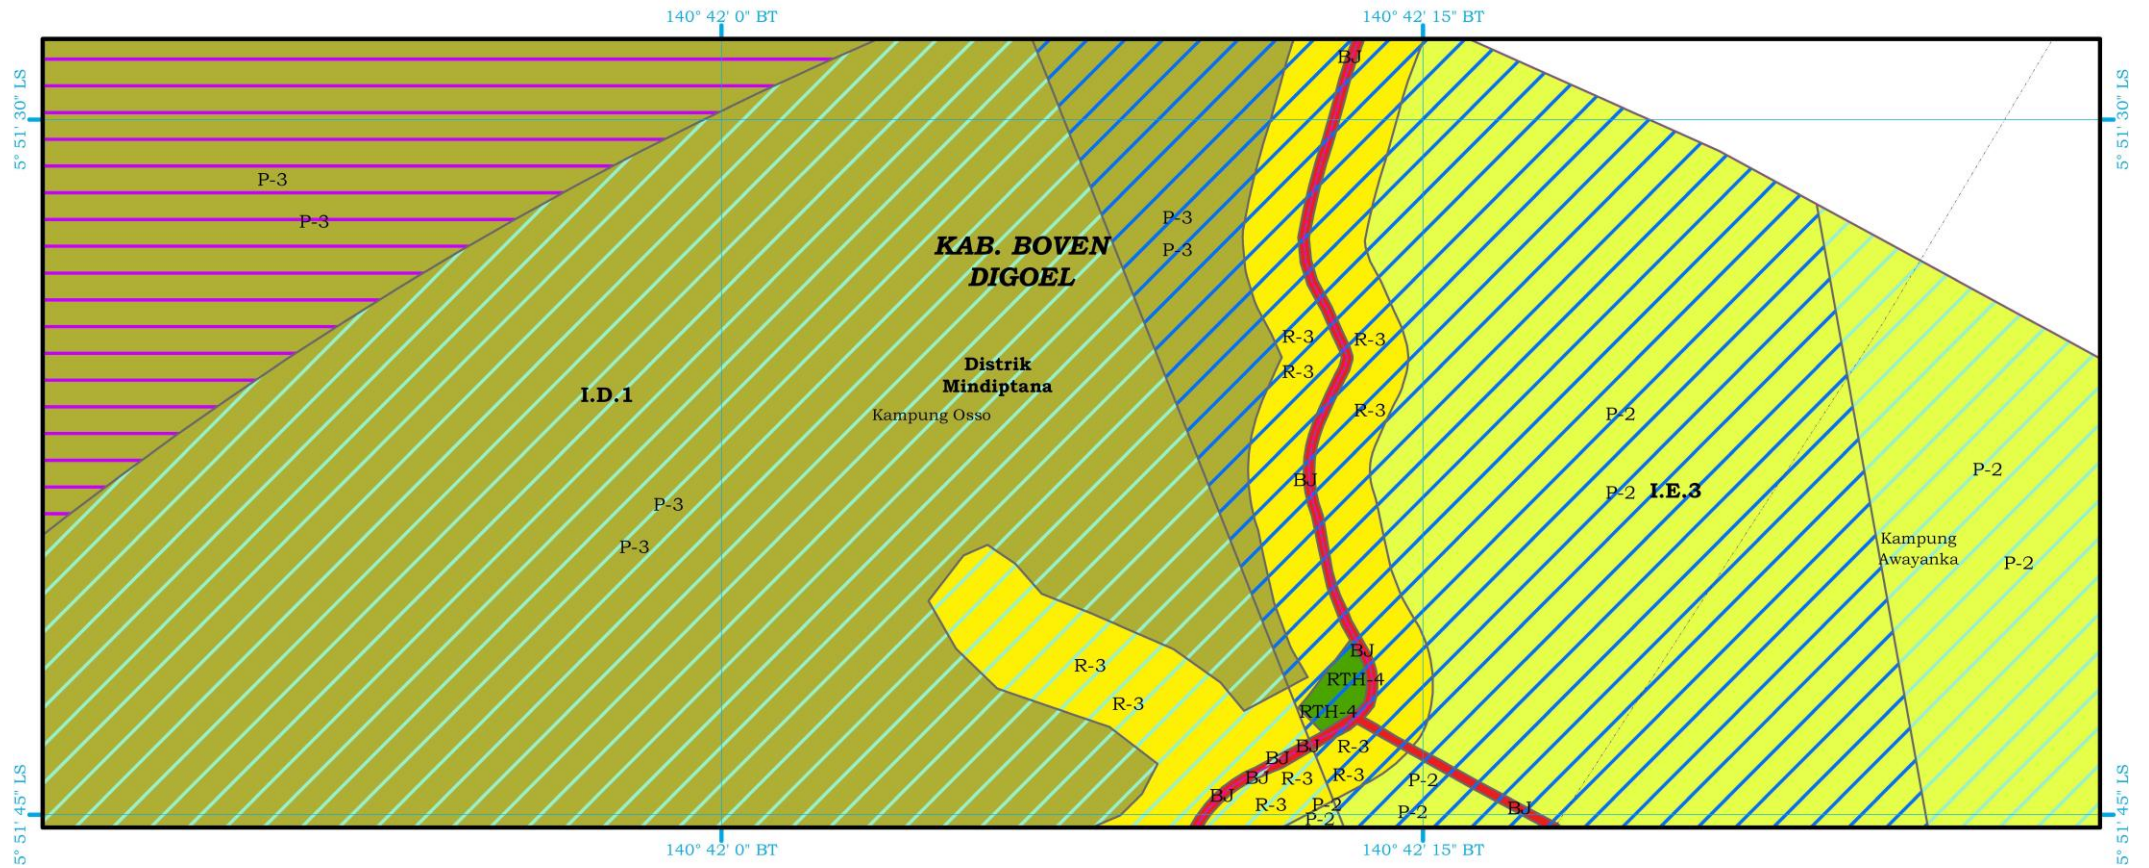 140° 42' 0" BT
140° 42' 15" BT
5° 51' 30" LS
5° 51' 30" LS
BJ
P-3
P-3
P-3
P-3
KAB. BOVEN
DIGOEL
R-3
R-3
R-3
R-3
Distrik
Mindiptana
Kampung Osso
I.D.1
P-2
P-2
I.E.3
P-2
BJ
P-3
P-3
Kampung
Awayanka
P-2
BJ
R-3
R-3
RTH-4
RTH-4
BJ
R-3
BJ
BJ
R-3
R-3
P-2
BJ
R-3
P-2
P-2
P-2
BJ
5° 51' 45" LS
5° 51' 45" LS
140° 42' 0" BT
140° 42' 15" BT